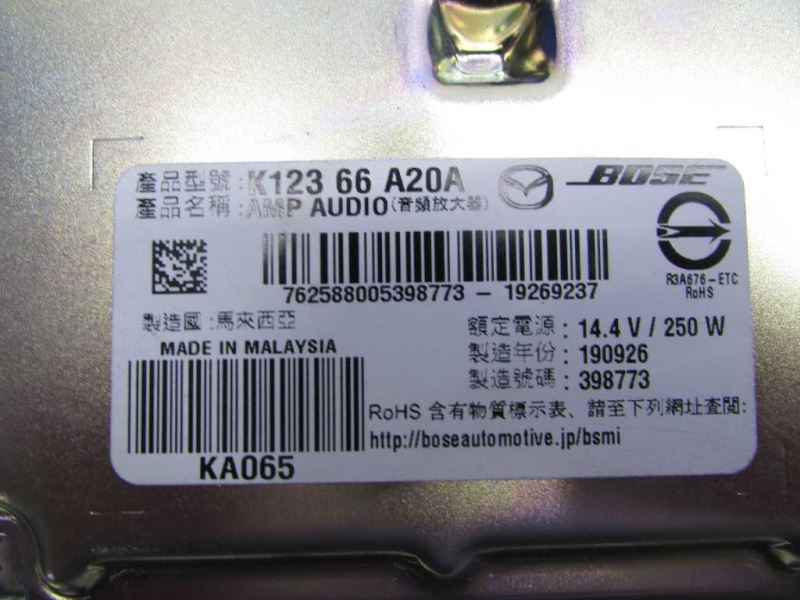 產品型號：K123 66 A20A
BOSE
產品名稱：AMP AUDIO(音頻放大器)
R3A676-ETC
RoHS
762588005398773 - 19269237
製造國：馬來西亞
MADE IN MALAYSIA
額定電源：14.4 V / 250 W
製造年份：190926
製造號碼：398773
KA065
RoHS 含有物質標示表、請至下列網址查閱:
http://boseautomotive.jp/bsmi